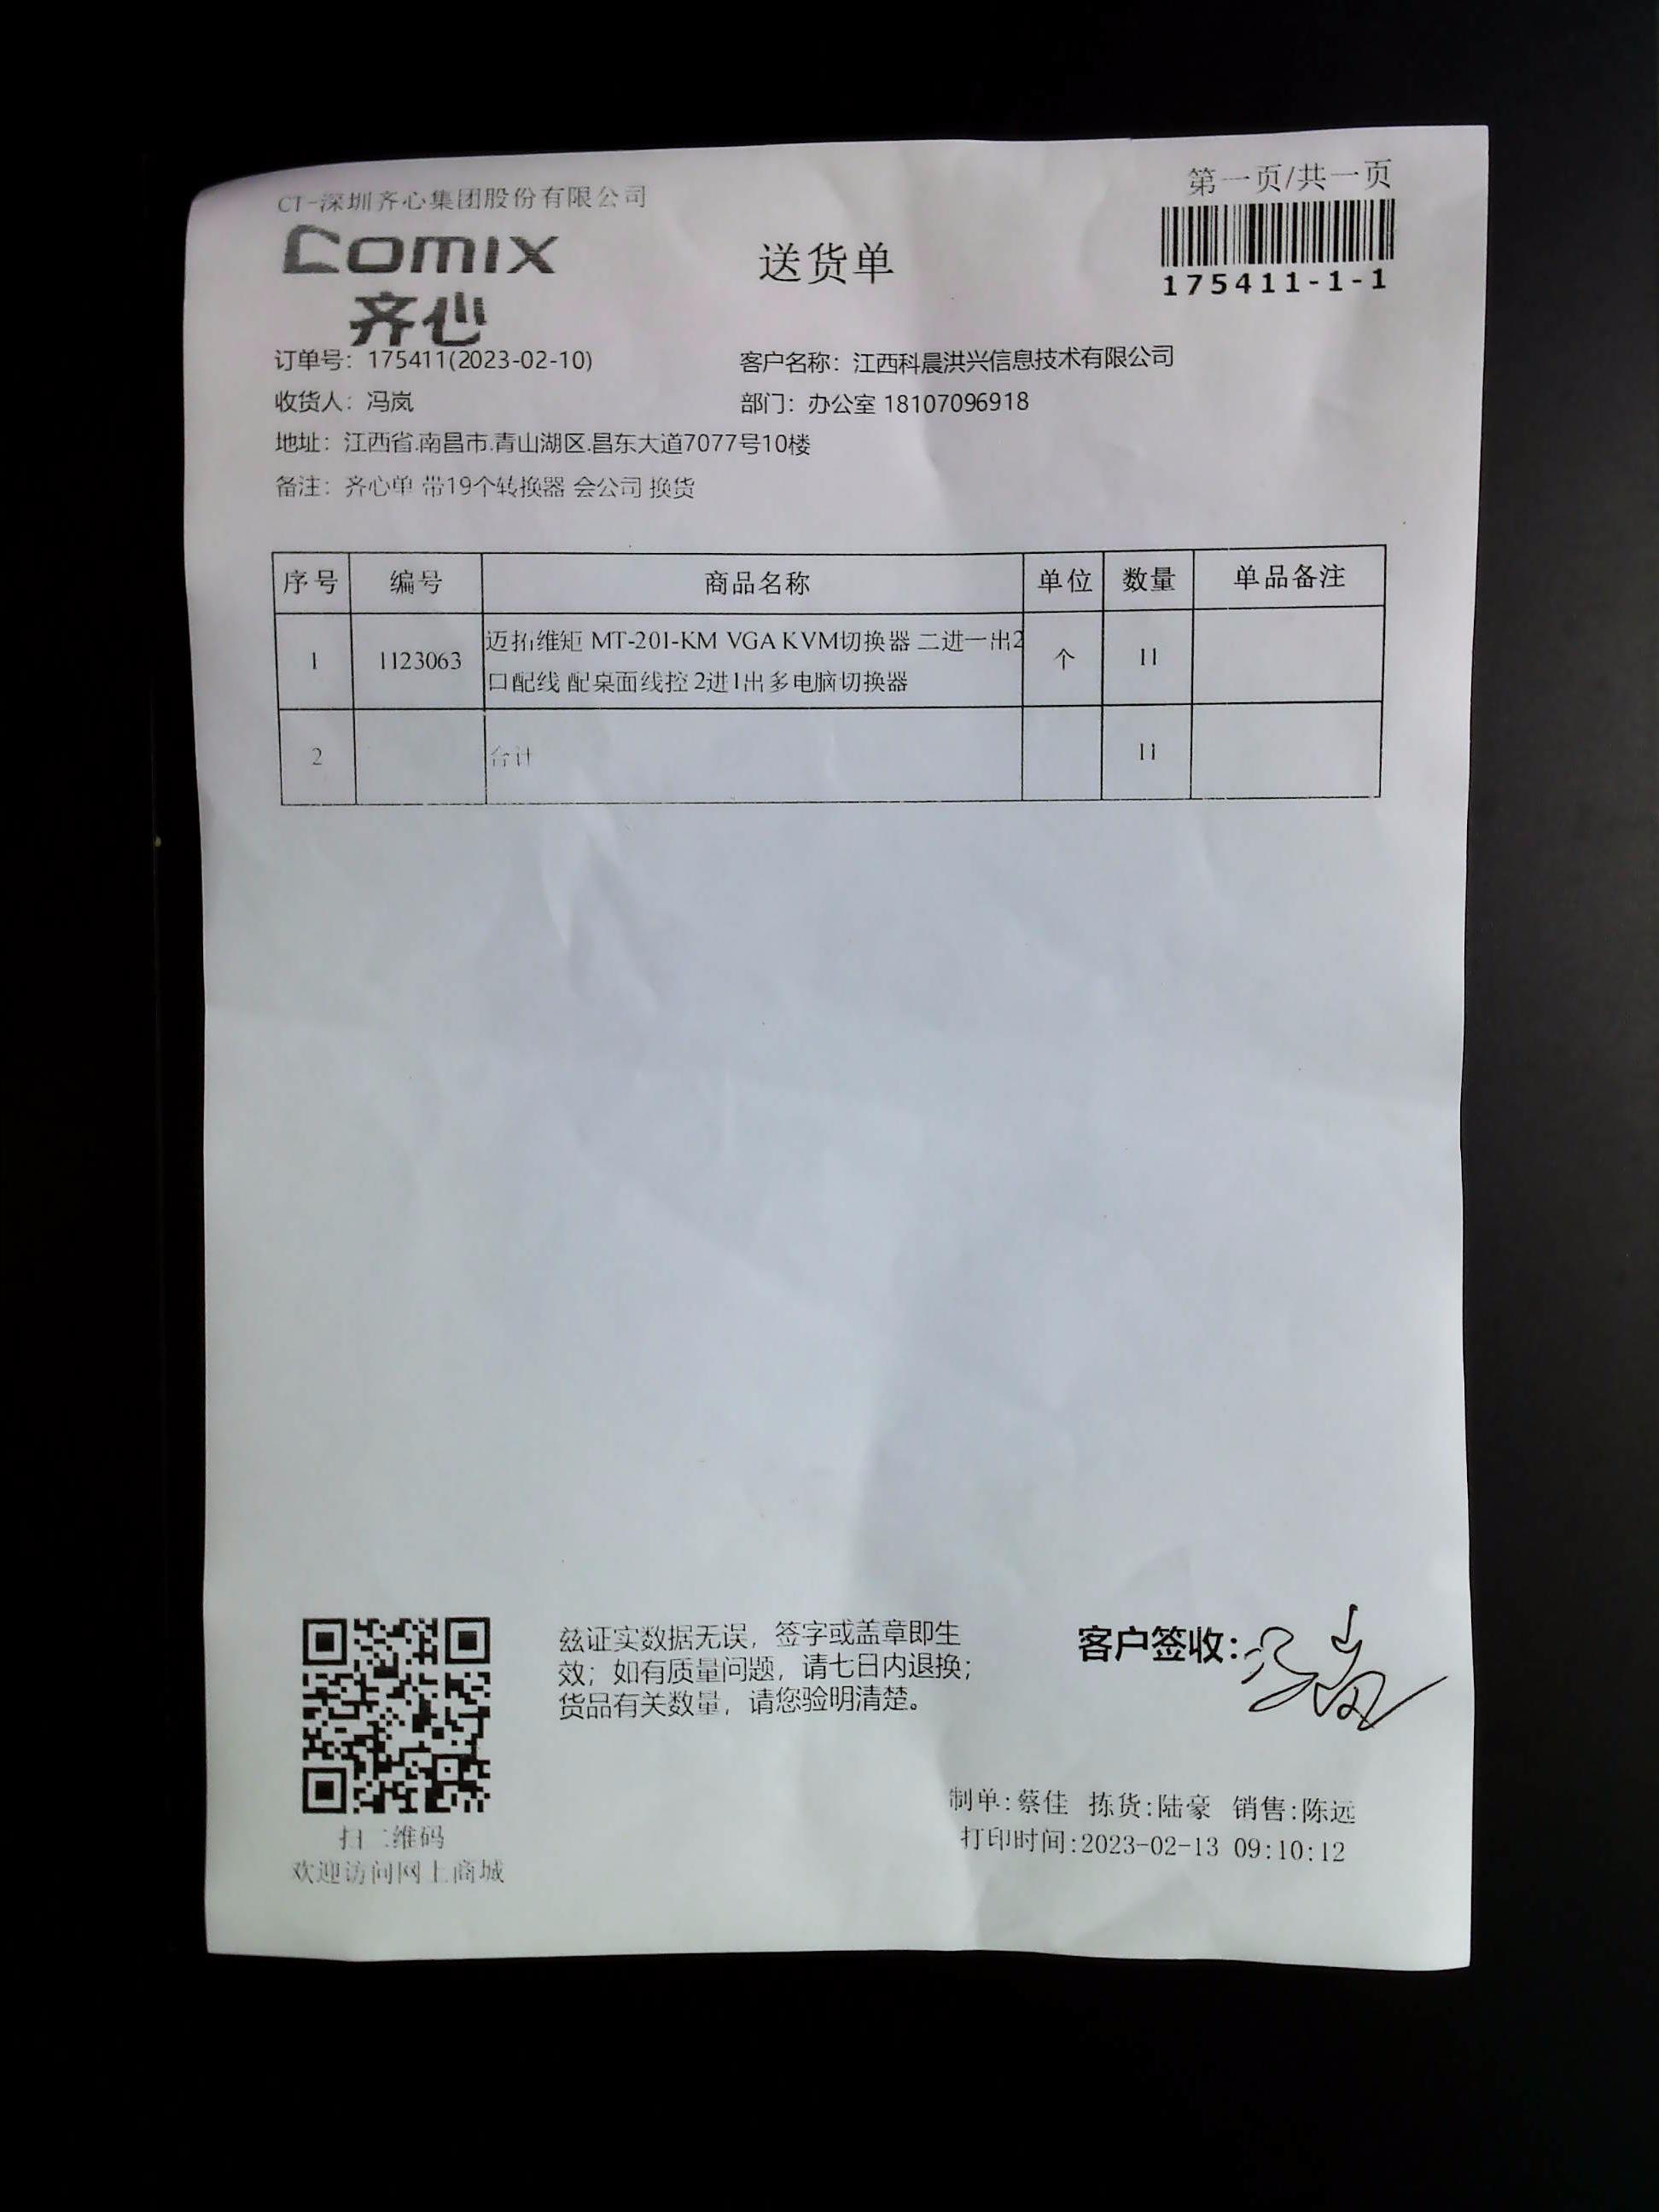 CT-深圳齐心集团股份有限公司
第一页/共一页
comix
齐心
送货单
175411-1-1
订单号：175411(2023-02-10)
客户名称：江西科晨洪兴信息技术有限公司
收货人：冯岚
部门：办公室 18107096918
地址：江西省.南昌市.青山湖区.昌东大道7077号10楼
备注：齐心单 带19个转换器 会公司 换货
序号 编号 商品名称 单位 数量 单品备注
1 1123063 迈拓维矩 MT-201-KM VGA KVM切换器 二进一出2 个 11
口配线 配桌面线控 2进1出多电脑切换器
2 合计 11
兹证实数据无误，签字或盖章即生
效；如有质量问题，请七日内退换；
货品有关数量，请您验明清楚。
客户签收：冯岚
扫二维码
欢迎访问网上商城
制单:蔡佳 拣货:陆豪 销售:陈远
打印时间:2023-02-13 09:10:12